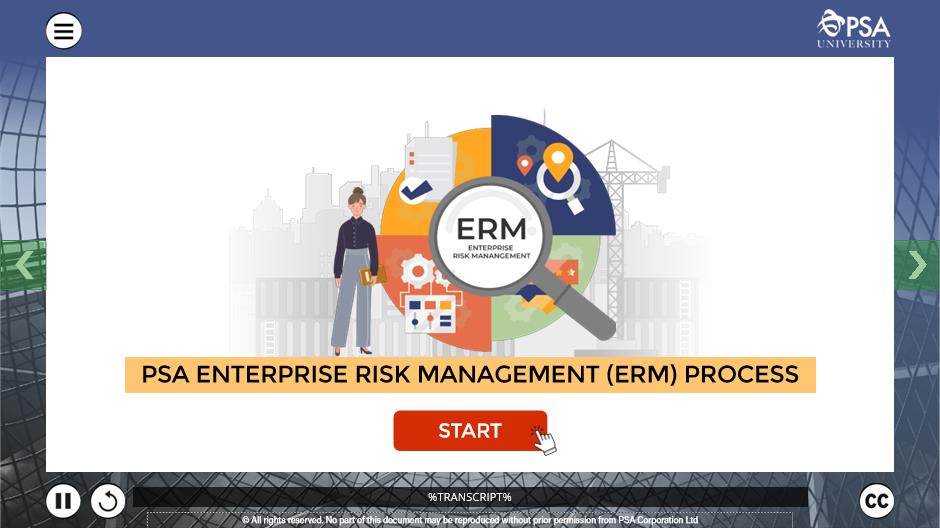 PSA
UNIVERSITY
ERM
ENTERPRISE
RISK MANAGEMENT
PSA ENTERPRISE RISK MANAGEMENT (ERM) PROCESS
START
%TRANSCRIPT%
CC
© All rights reserved. No part of this document may be reproduced without prior permission from PSA Corporation Ltd